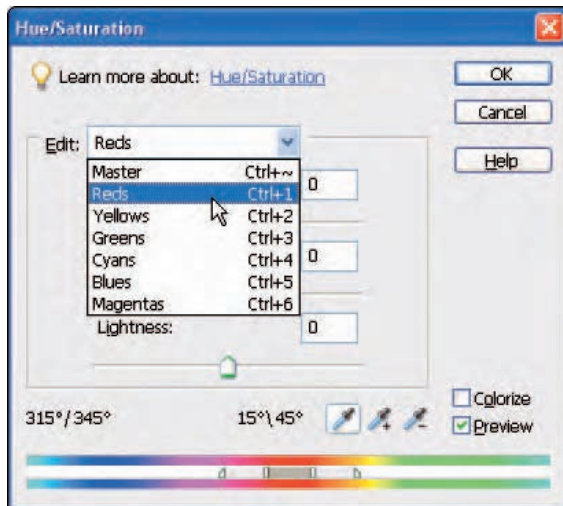 Hue/Saturation
Learn more about: Hue/Saturation
OK
Cancel
Help
Edit: Reds
Master Ctrl+~
Reds Ctrl+1
Yellows Ctrl+2
Greens Ctrl+3
Cyans Ctrl+4
Blues Ctrl+5
Magentas Ctrl+6
0
0
Lightness: 0
Colorize
Preview
315°/345° 15°\45°